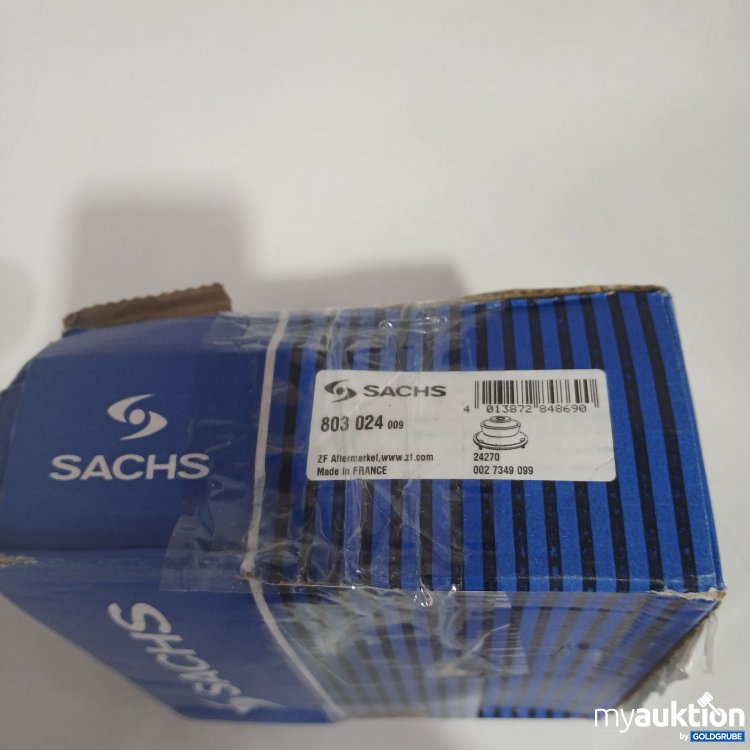 SACHS
SACHS
803 024 009
4 013872 848690
ZF Aftermarket,www.zf.com
Made in FRANCE
24270
002 7349 099
SACHS
myauktion
by GOLDGRUBE